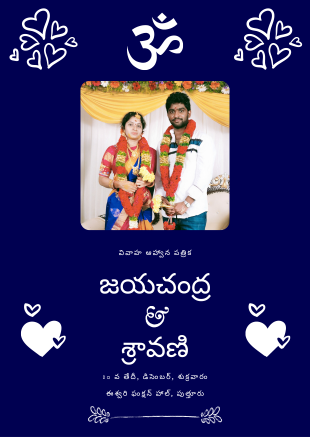 ॐ
వివాహ ఆహ్వాన పత్రిక
జయచంద్ర
&
శ్రావణి
వ తేదీ, డిసెంబర్, శుక్రవారం
ఈశ్వరి ఫంక్షన్ హాల్, పుత్తూరు